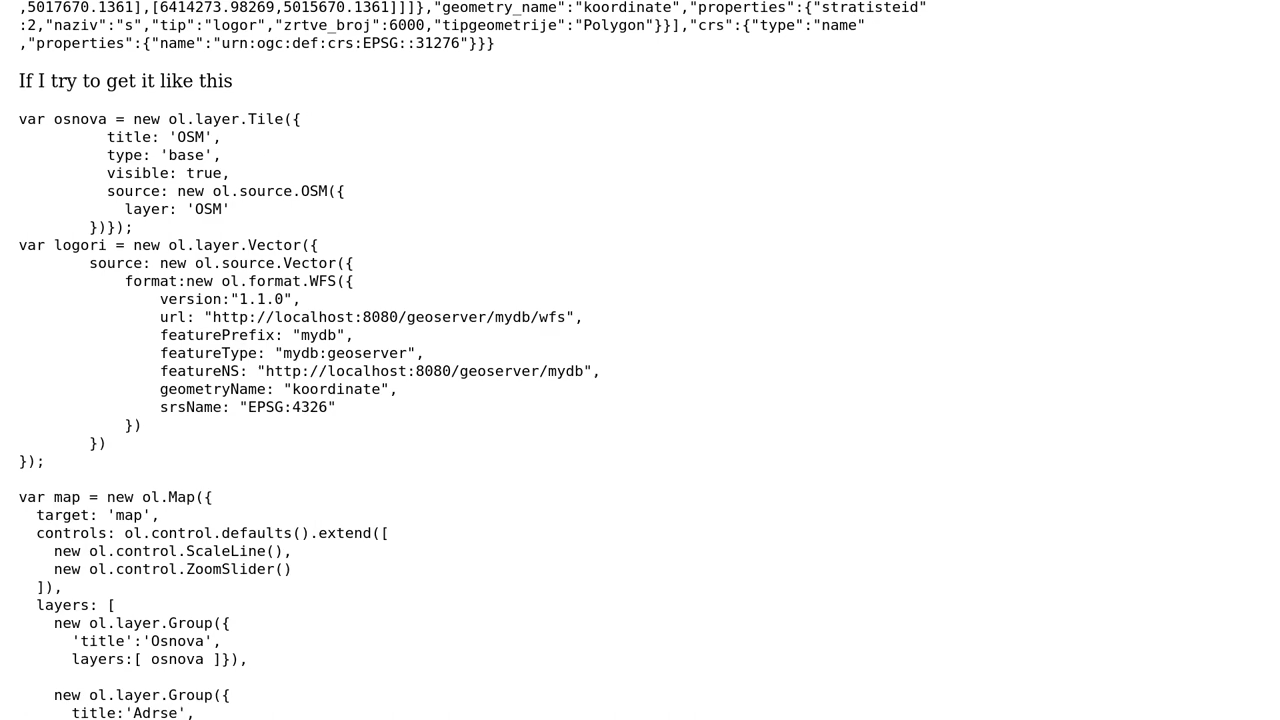 ,5017670.1361],[6414273.98269,5015670.1361]]]},"geometry_name":"koordinate","properties":{"stratisteid"
:2,"naziv":"s","tip":"logor","zrtve_broj":6000,"tipgeometrije":"Polygon"}}],"crs":{"type":"name"
,"properties":{"name":"urn:ogc:def:crs:EPSG::31276"}}}
If I try to get it like this
var osnova = new ol.layer.Tile({
title: 'OSM',
type: 'base',
visible: true,
source: new ol.source.OSM({
layer: 'OSM'
})});
var logori = new ol.layer.Vector({
source: new ol.source.Vector({
format:new ol.format.WFS({
version:"1.1.0",
url: "http://localhost:8080/geoserver/mydb/wfs",
featurePrefix: "mydb",
featureType: "mydb:geoserver",
featureNS: "http://localhost:8080/geoserver/mydb",
geometryName: "koordinate",
srsName: "EPSG:4326"
})
})
});
var map = new ol.Map({
target: 'map',
controls: ol.control.defaults().extend([
new ol.control.ScaleLine(),
new ol.control.ZoomSlider()
]),
layers: [
new ol.layer.Group({
'title':'Osnova',
layers:[ osnova ]}),
new ol.layer.Group({
title:'Adrse',